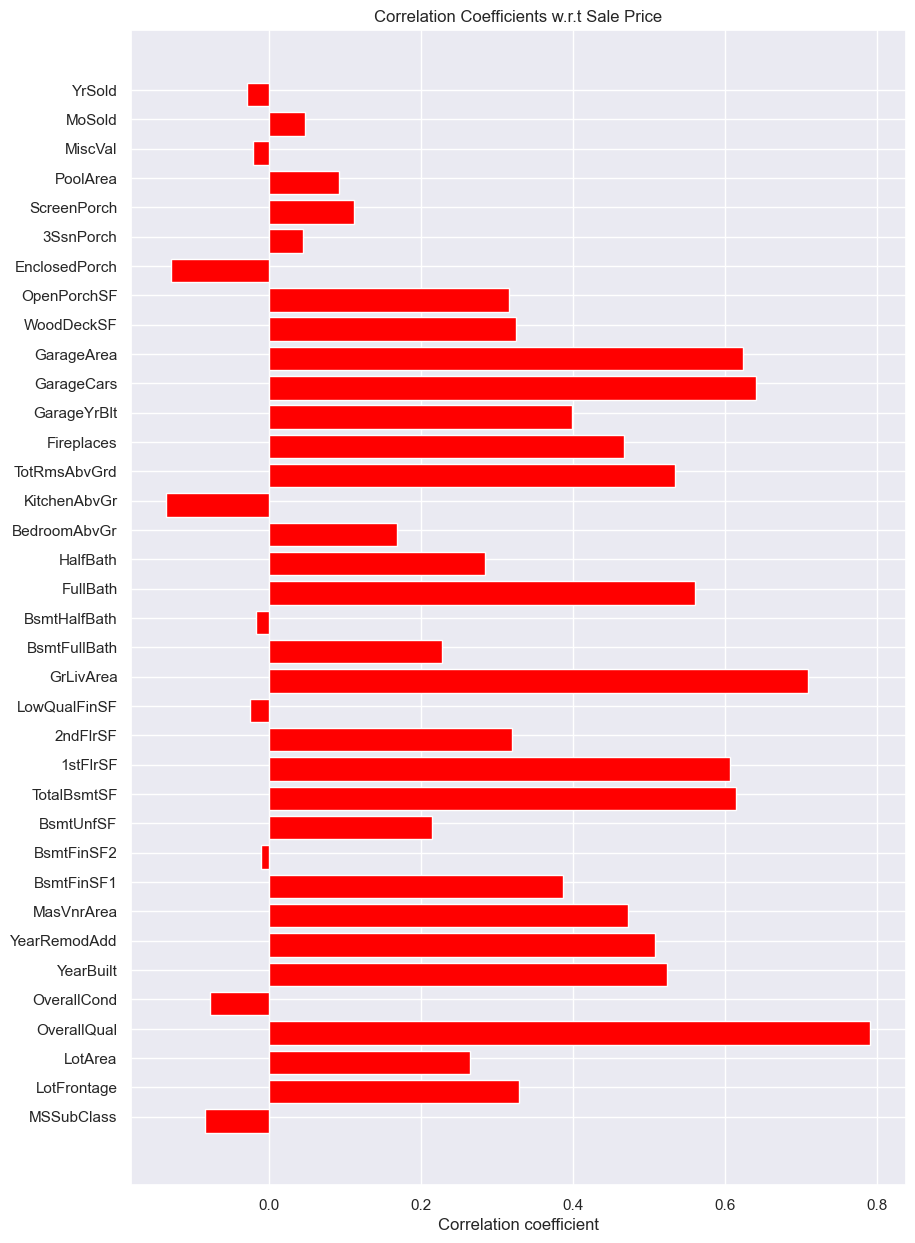 Correlation Coefficients w.r.t Sale Price
YrSold
MoSold
MiscVal
PoolArea
ScreenPorch
3SsnPorch
EnclosedPorch
OpenPorchSF
WoodDeckSF
GarageArea
GarageCars
GarageYrBlt
Fireplaces
TotRmsAbvGrd
KitchenAbvGr
BedroomAbvGr
HalfBath
FullBath
BsmtHalfBath
BsmtFullBath
GrLivArea
LowQualFinSF
2ndFlrSF
1stFlrSF
TotalBsmtSF
BsmtUnfSF
BsmtFinSF2
BsmtFinSF1
MasVnrArea
YearRemodAdd
YearBuilt
OverallCond
OverallQual
LotArea
LotFrontage
MSSubClass
0.0 0.2 0.4 0.6 0.8
Correlation coefficient